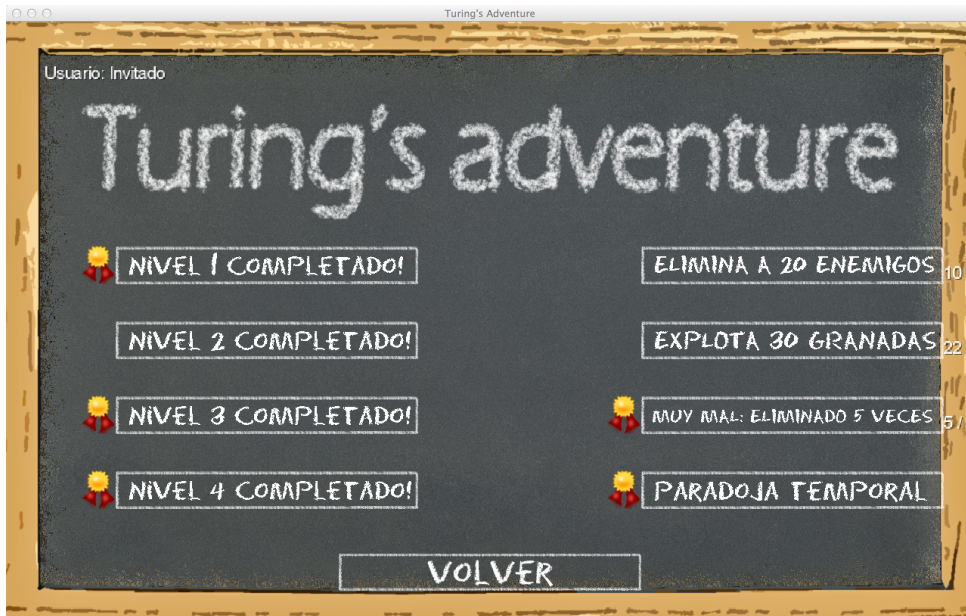 Turing's Adventure
Usuario: Invitado
Turing's adventure
NIVEL 1 COMPLETADO!
ELIMINA A 20 ENEMIGOS 10
NIVEL 2 COMPLETADO!
EXPLOTA 30 GRANADAS 22
NIVEL 3 COMPLETADO!
MUY MAL: ELIMINADO 5 VECES 5 /
NIVEL 4 COMPLETADO!
PARADOJA TEMPORAL
VOLVER